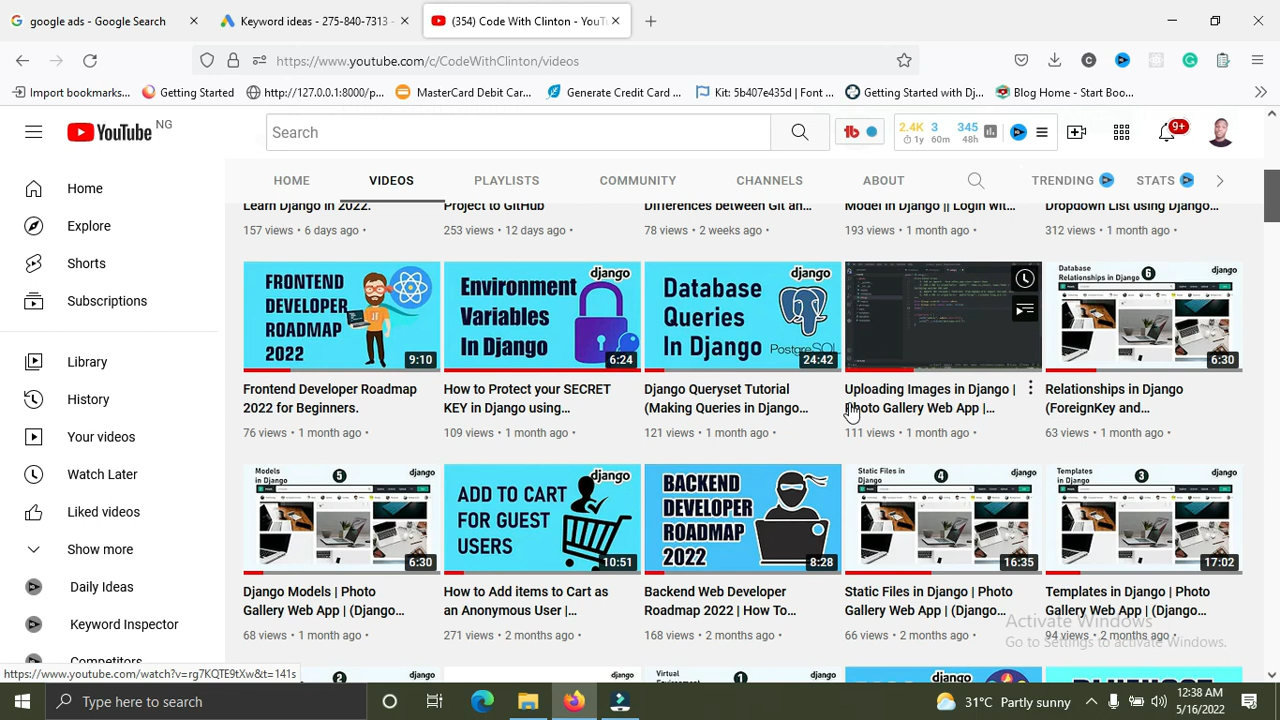 google ads - Google Search
Keyword ideas - 275-840-7313 -
(354) Code With Clinton - YouTu
https://www.youtube.com/c/CodeWithClinton/videos
Import bookmarks...
Getting Started
http://127.0.0.1:8000/p...
MasterCard Debit Car...
Generate Credit Card ...
Kit: 5b407e435d | Font ...
Getting Started with Dj...
Blog Home - Start Boo...
YouTube NG
Search
2.4K 3 345
1y 60m 48h
9+
HOME
VIDEOS
PLAYLISTS
COMMUNITY
CHANNELS
ABOUT
TRENDING
STATS
Home
Explore
Shorts
Subscriptions
Library
History
Your videos
Watch Later
Liked videos
Show more
Daily Ideas
Keyword Inspector
Competitors
Learn Django in 2022.
157 views • 6 days ago •
Project to GitHub
253 views • 12 days ago •
Differences between Git an...
78 views • 2 weeks ago •
Model in Django || Login wit...
193 views • 1 month ago •
Dropdown List using Django...
312 views • 1 month ago •
FRONTEND
DEVELOPER
ROADMAP
2022
9:10
Frontend Developer Roadmap
2022 for Beginners.
76 views • 1 month ago •
django
Environment
Variables
In Django
6:24
How to Protect your SECRET
KEY in Django using...
109 views • 1 month ago •
django
Database
Queries
In Django
PostgreSQL
24:42
Django Queryset Tutorial
(Making Queries in Django...
121 views • 1 month ago •
Uploading Images in Django |
Photo Gallery Web App |...
111 views • 1 month ago •
Database
Relationships in Django
6
django
6:30
Relationships in Django
(ForeignKey and...
63 views • 1 month ago •
Models
in Django
5
django
6:30
Django Models | Photo
Gallery Web App | (Django...
68 views • 1 month ago •
django
ADD TO CART
FOR GUEST
USERS
10:51
How to Add items to Cart as
an Anonymous User |...
271 views • 2 months ago •
BACKEND
DEVELOPER
ROADMAP
2022
8:28
Backend Web Developer
Roadmap 2022 | How To...
168 views • 2 months ago •
Static Files in
Django
4
django
16:35
Static Files in Django | Photo
Gallery Web App | (Django...
66 views • 2 months ago •
Templates
in Django
3
django
17:02
Templates in Django | Photo
Gallery Web App | (Django...
94 views • 2 months ago •
2
django
Virtual
1
django
Activate Windows
Go to Settings to activate Windows.
https://www.youtube.com/watch?v=rg7KQTE9tXw&t=141s
Type here to search
31°C Partly sunny
12:38 AM
5/16/2022